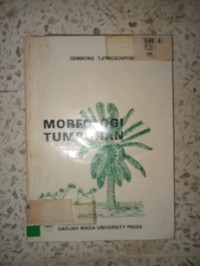 GEMBONG TJITROSOEPOMO
MORFOLOGI
TUMBUHAN
GADJAH MADA UNIVERSITY PRESS